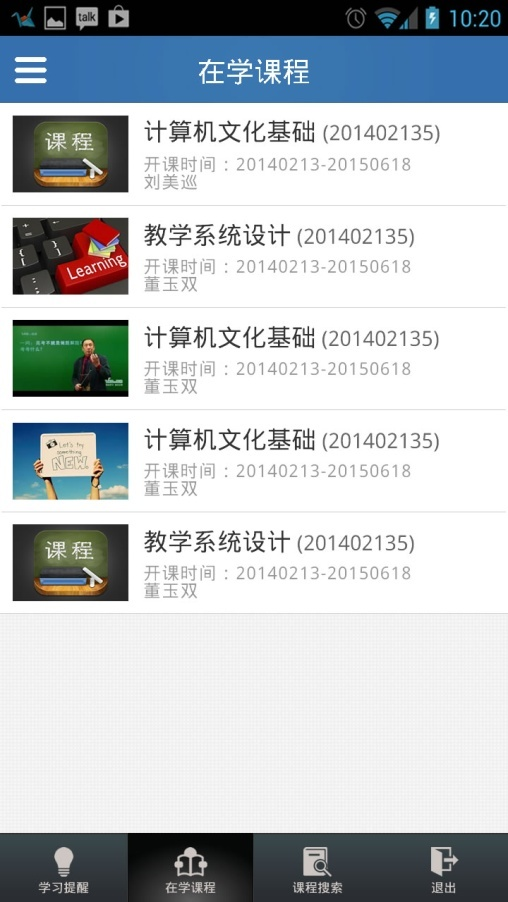 talk
10:20
在学课程
课程
计算机文化基础 (201402135)
开课时间：20140213-20150618
刘美巡
Learning
教学系统设计 (201402135)
开课时间：20140213-20150618
董玉双
计算机文化基础 (201402135)
开课时间：20140213-20150618
董玉双
Let's try
something
NEW.
计算机文化基础 (201402135)
开课时间：20140213-20150618
董玉双
课程
教学系统设计 (201402135)
开课时间：20140213-20150618
董玉双
学习提醒
在学课程
课程搜索
退出